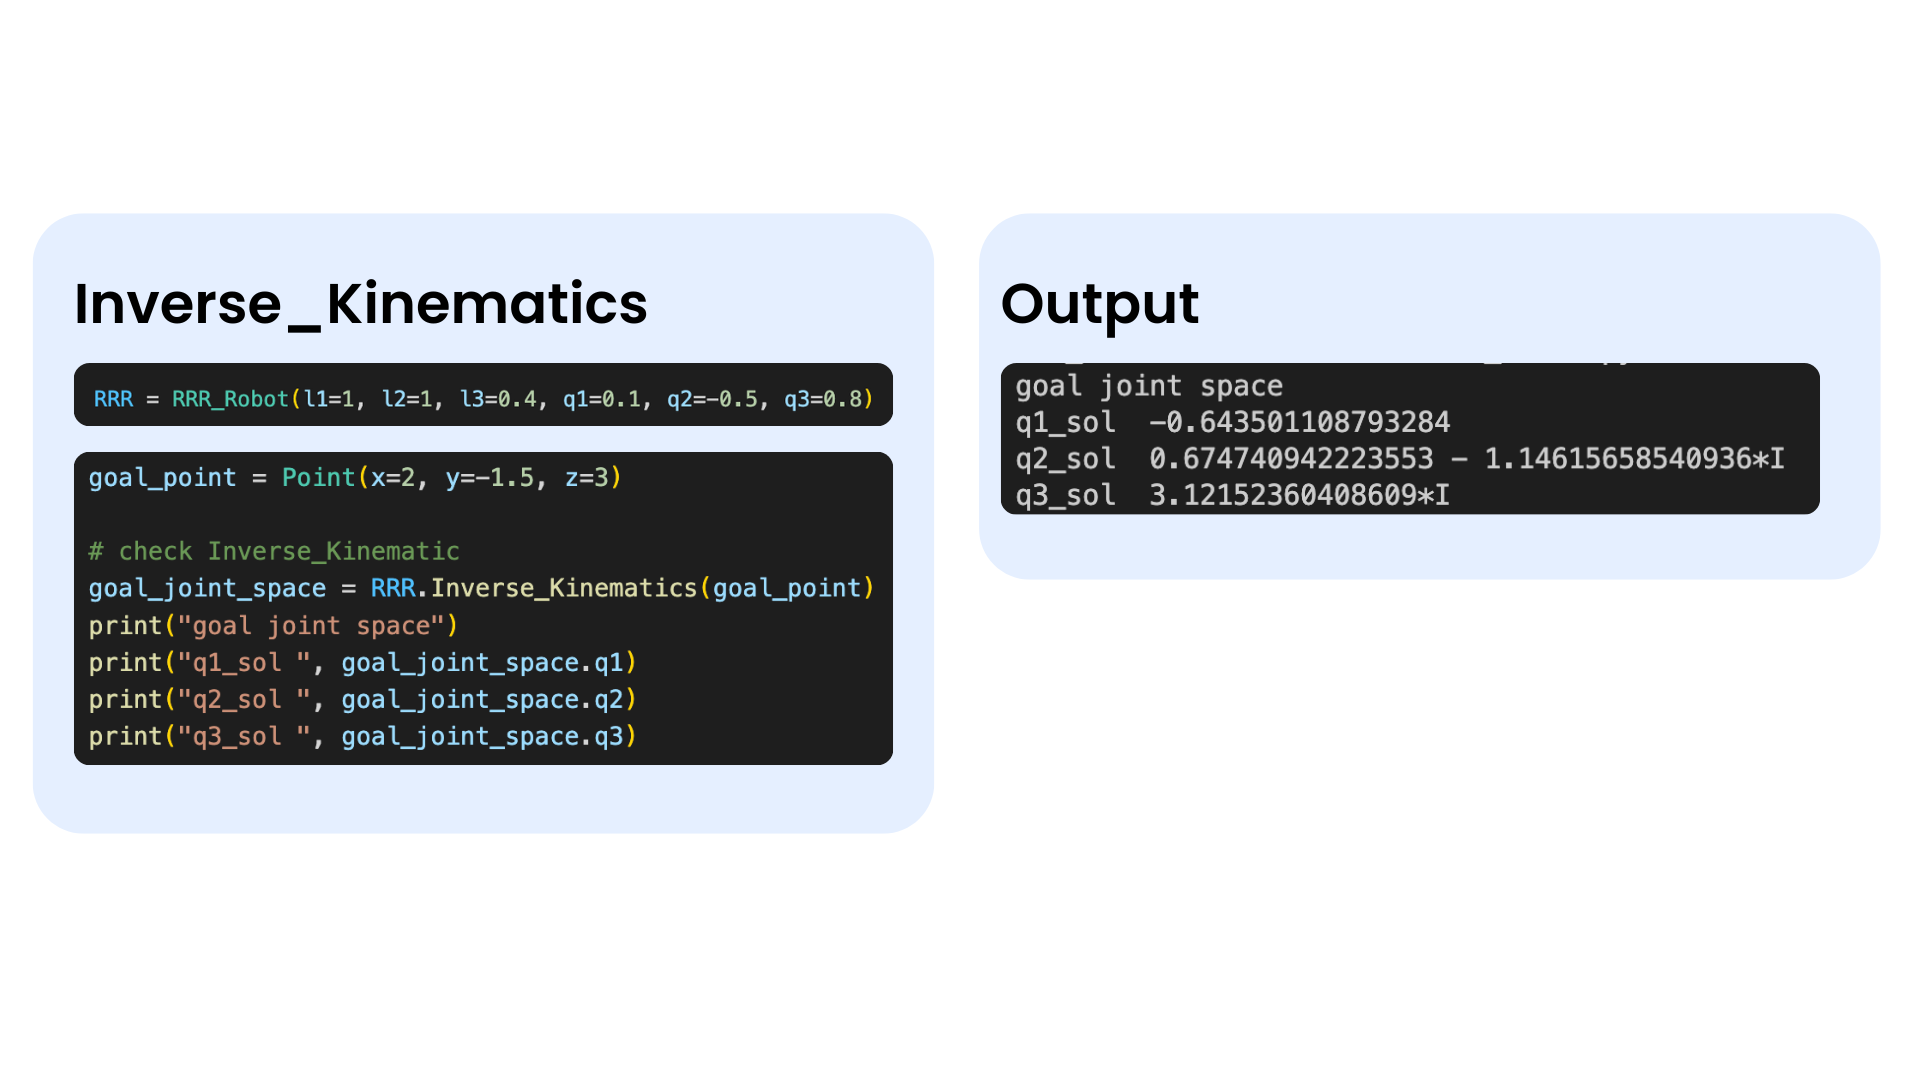 Inverse_Kinematics
RRR = RRR_Robot(l1=1, l2=1, l3=0.4, q1=0.1, q2=-0.5, q3=0.8)
goal_point = Point(x=2, y=-1.5, z=3)
# check Inverse_Kinematic
goal_joint_space = RRR.Inverse_Kinematics(goal_point)
print("goal joint space")
print("q1_sol ", goal_joint_space.q1)
print("q2_sol ", goal_joint_space.q2)
print("q3_sol ", goal_joint_space.q3)
Output
goal joint space
q1_sol  -0.643501108793284
q2_sol  0.674740942223553 - 1.14615658540936*I
q3_sol  3.12152360408609*I